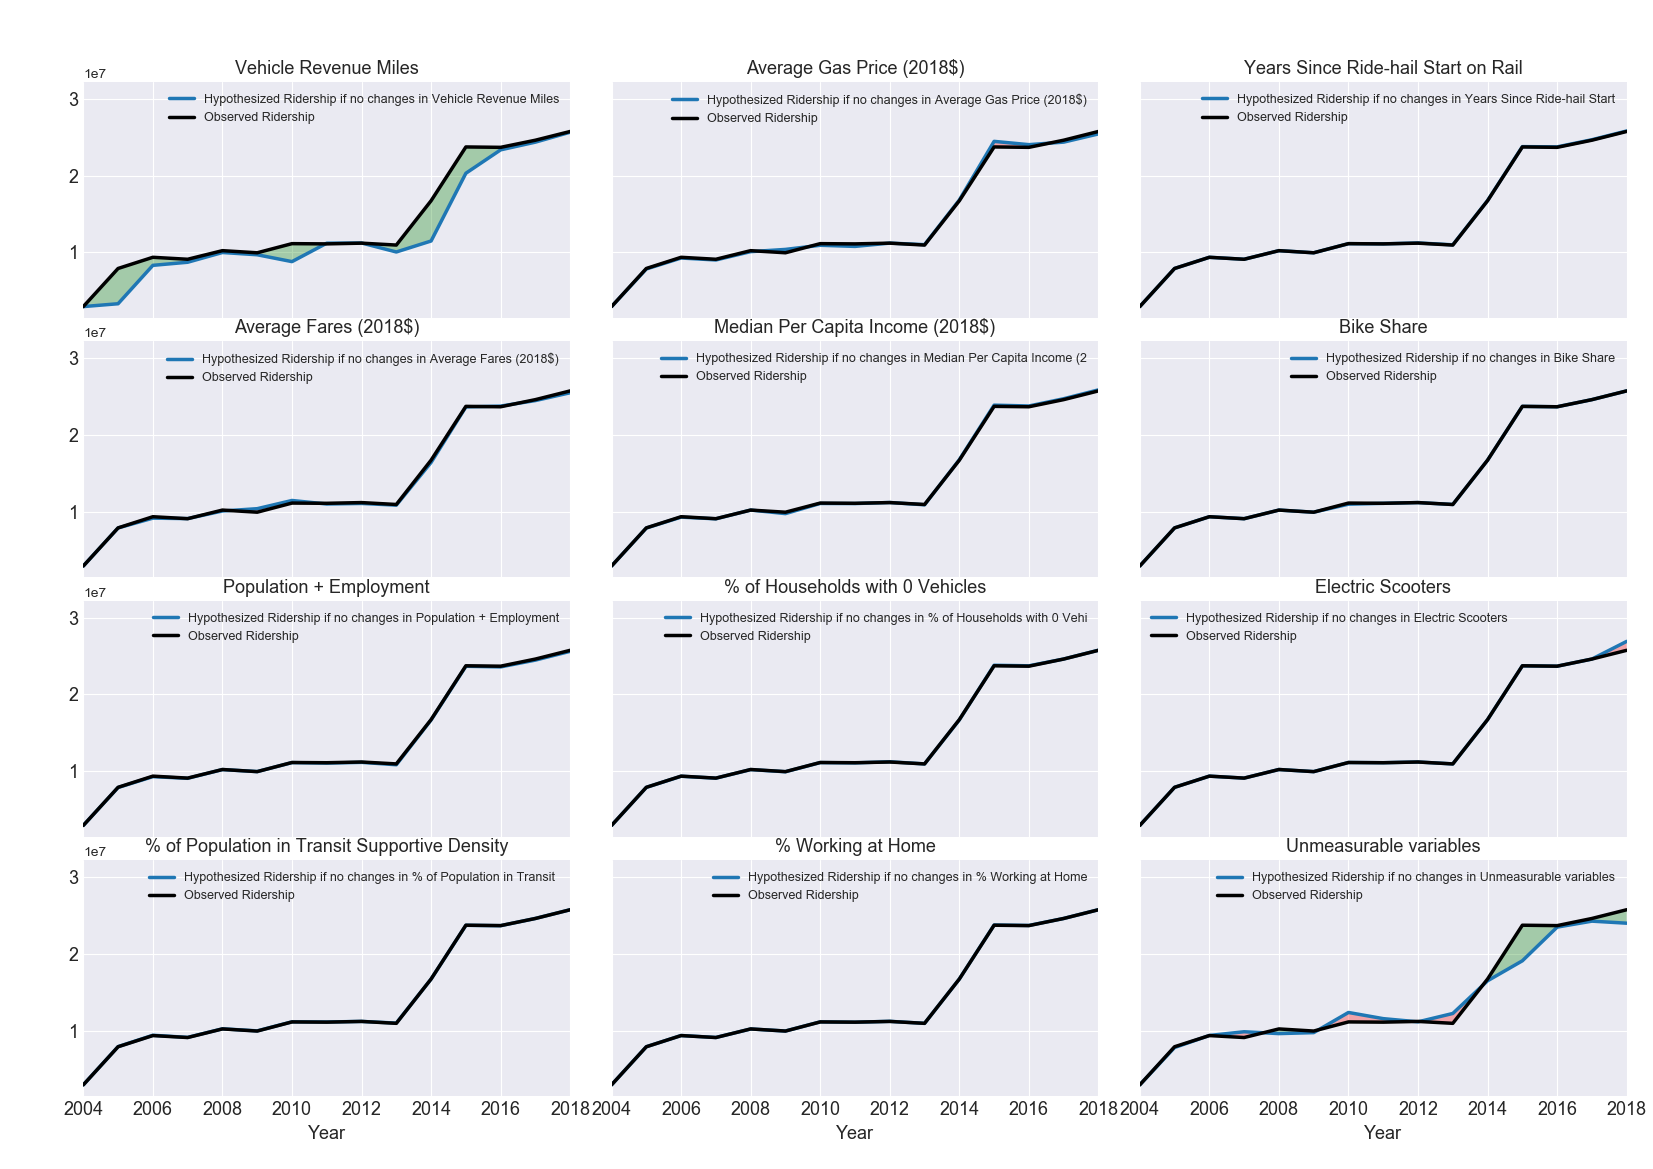 Vehicle Revenue Miles
Average Gas Price (2018$)
Years Since Ride-hail Start on Rail
1e7
3
2
1
Hypothesized Ridership if no changes in Vehicle Revenue Miles
Observed Ridership
Hypothesized Ridership if no changes in Average Gas Price (2018$)
Observed Ridership
Hypothesized Ridership if no changes in Years Since Ride-hail Start
Observed Ridership
Average Fares (2018$)
Median Per Capita Income (2018$)
Bike Share
1e7
3
2
1
Hypothesized Ridership if no changes in Average Fares (2018$)
Observed Ridership
Hypothesized Ridership if no changes in Median Per Capita Income (2
Observed Ridership
Hypothesized Ridership if no changes in Bike Share
Observed Ridership
Population + Employment
% of Households with 0 Vehicles
Electric Scooters
1e7
3
2
1
Hypothesized Ridership if no changes in Population + Employment
Observed Ridership
Hypothesized Ridership if no changes in % of Households with 0 Vehi
Observed Ridership
Hypothesized Ridership if no changes in Electric Scooters
Observed Ridership
% of Population in Transit Supportive Density
% Working at Home
Unmeasurable variables
1e7
3
2
1
Hypothesized Ridership if no changes in % of Population in Transit
Observed Ridership
Hypothesized Ridership if no changes in % Working at Home
Observed Ridership
Hypothesized Ridership if no changes in Unmeasurable variables
Observed Ridership
2004 2006 2008 2010 2012 2014 2016 2018
2004 2006 2008 2010 2012 2014 2016 2018
2004 2006 2008 2010 2012 2014 2016 2018
Year
Year
Year